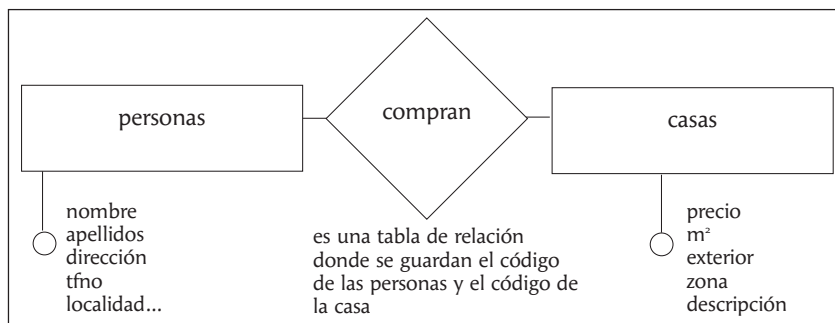 personas
compran
casas
nombre
apellidos
dirección
tfno
localidad...
es una tabla de relación
donde se guardan el código
de las personas y el código de
la casa
precio
m²
exterior
zona
descripción